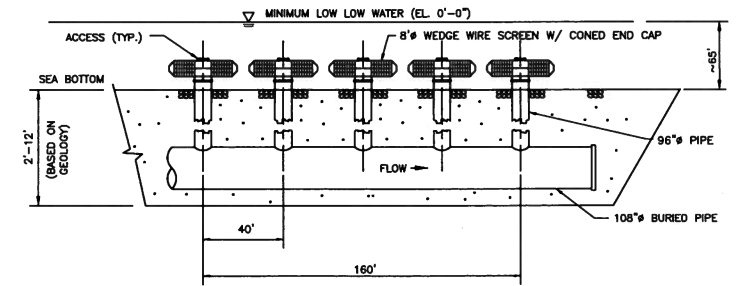 MINIMUM LOW LOW WATER (EL. 0'-0")
ACCESS (TYP.)
8'ø WEDGE WIRE SCREEN W/ CONED END CAP
~65'
SEA BOTTOM
2'-12'
(BASED ON
GEOLOGY)
96"ø PIPE
FLOW
108"ø BURIED PIPE
40'
160'